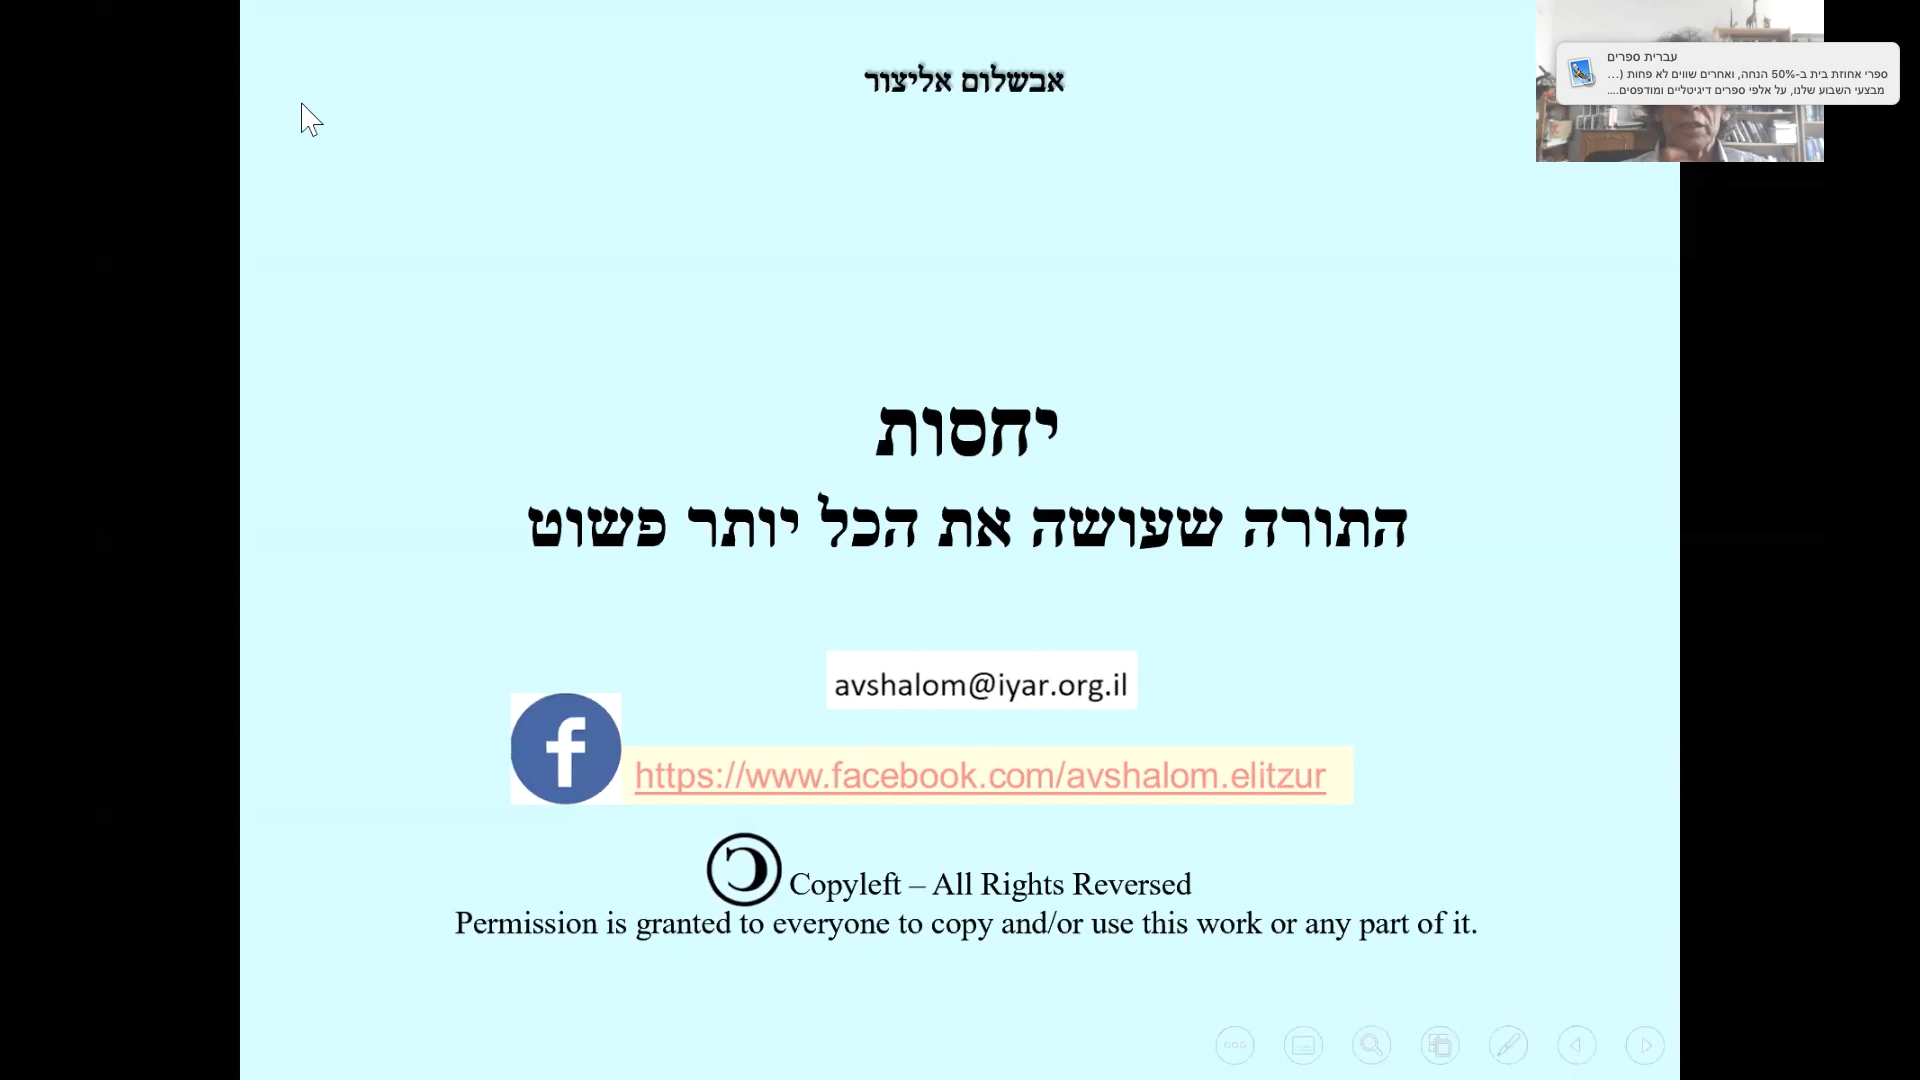 אבשלום אליצור
עברית ספרים
ספרי אחוזת בית ב-50% הנחה, ואחרים שווים לא פחות (...
מבצעי השבוע שלנו, על אלפי ספרים דיגיטליים ומודפסים....
יחסות
התורה שעושה את הכל יותר פשוט
avshalom@iyar.org.il
f
https://www.facebook.com/avshalom.elitzur
Copyleft – All Rights Reversed
Permission is granted to everyone to copy and/or use this work or any part of it.